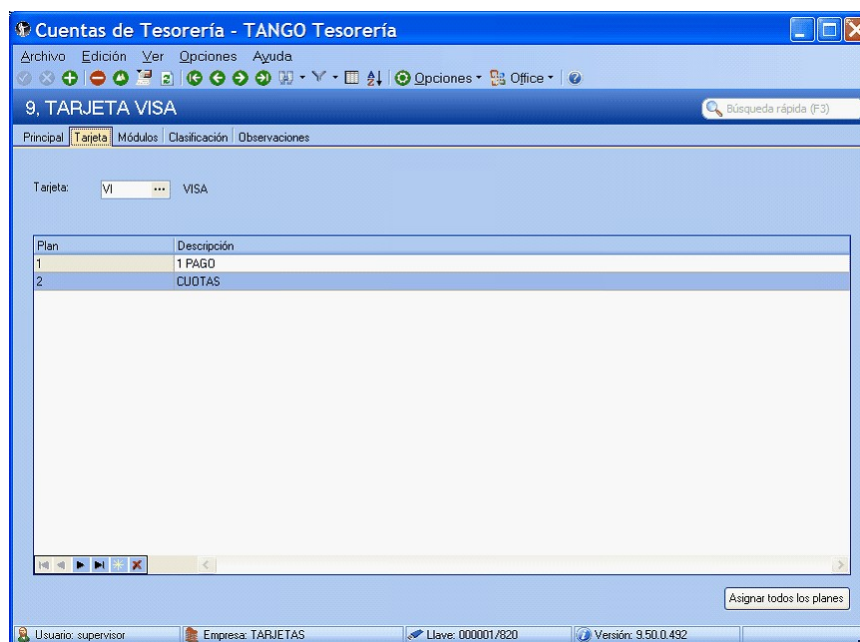 Cuentas de Tesorería - TANGO Tesorería
Archivo Edición Ver Opciones Ayuda
Opciones Office
9, TARJETA VISA
Búsqueda rápida (F3)
Principal Tarjeta Módulos Clasificación Observaciones
Tarjeta: VI ... VISA
Plan Descripción
1 1 PAGO
2 CUOTAS
Asignar todos los planes
Usuario: supervisor Empresa: TARJETAS Llave: 000001/820 Versión: 9.50.0.492